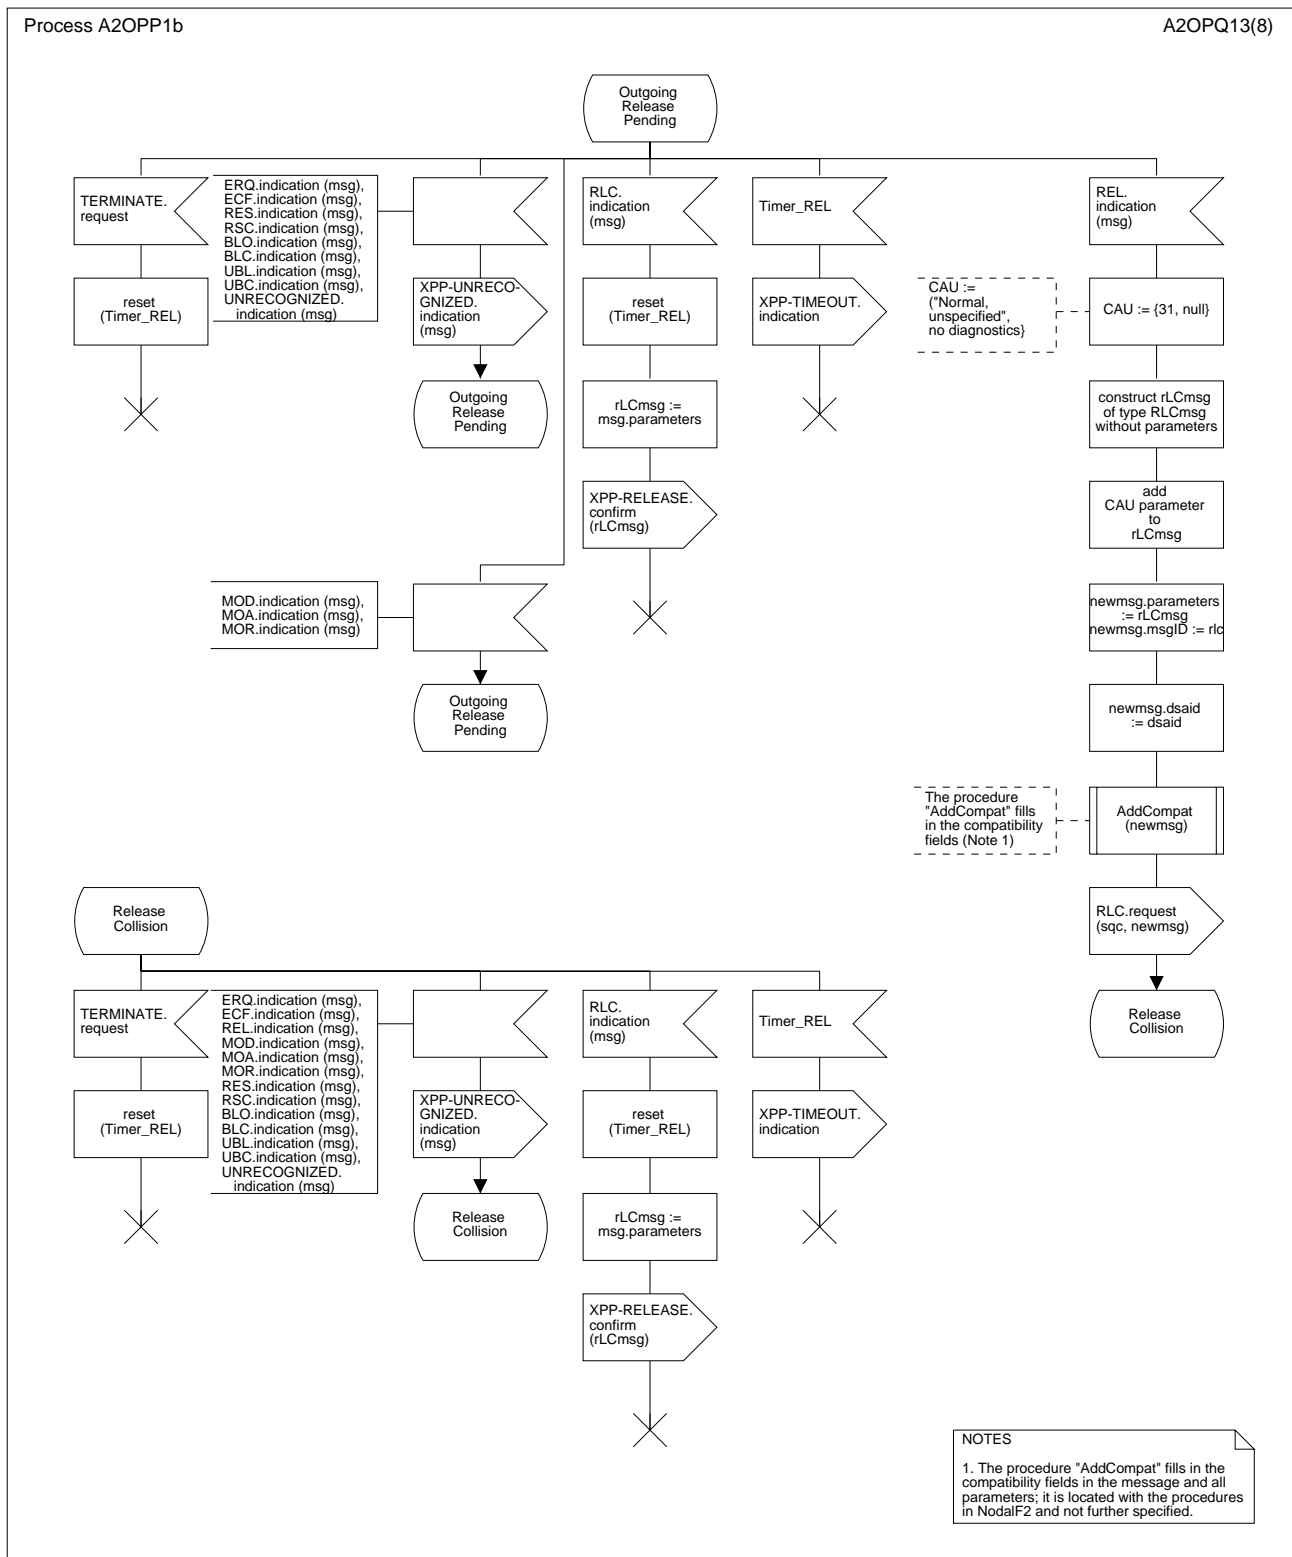 Process A2OPP1b
A2OPQ13(8)
Outgoing
Release
Pending
TERMINATE.
request
ERQ.indication (msg),
ECF.indication (msg),
RES.indication (msg),
RSC.indication (msg),
BLO.indication (msg),
BLC.indication (msg),
UBL.indication (msg),
UBC.indication (msg),
UNRECOGNIZED.
indication (msg)
RLC.
indication
(msg)
Timer_REL
REL.
indication
(msg)
reset
(Timer_REL)
XPP-UNRECO-
GNIZED.
indication
(msg)
reset
(Timer_REL)
XPP-TIMEOUT.
indication
CAU :=
("Normal,
unspecified",
no diagnostics}
CAU := {31, null}
Outgoing
Release
Pending
rLCmsg :=
msg.parameters
construct rLCmsg
of type RLCmsg
without parameters
XPP-RELEASE.
confirm
(rLCmsg)
add
CAU parameter
to
rLCmsg
MOD.indication (msg),
MOA.indication (msg),
MOR.indication (msg)
newmsg.parameters
:= rLCmsg
newmsg.msgID := rlc
Outgoing
Release
Pending
newmsg.dsaid
:= dsaid
The procedure
"AddCompat" fills
in the compatibility
fields (Note 1)
AddCompat
(newmsg)
Release
Collision
RLC.request
(sqc, newmsg)
TERMINATE.
request
ERQ.indication (msg),
ECF.indication (msg),
REL.indication (msg),
MOD.indication (msg),
MOA.indication (msg),
MOR.indication (msg),
RES.indication (msg),
RSC.indication (msg),
BLO.indication (msg),
BLC.indication (msg),
UBL.indication (msg),
UBC.indication (msg),
UNRECOGNIZED.
indication (msg)
RLC.
indication
(msg)
Timer_REL
Release
Collision
reset
(Timer_REL)
XPP-UNRECO-
GNIZED.
indication
(msg)
reset
(Timer_REL)
XPP-TIMEOUT.
indication
Release
Collision
rLCmsg :=
msg.parameters
XPP-RELEASE.
confirm
(rLCmsg)
NOTES
1. The procedure "AddCompat" fills in the
compatibility fields in the message and all
parameters; it is located with the procedures
in NodalF2 and not further specified.